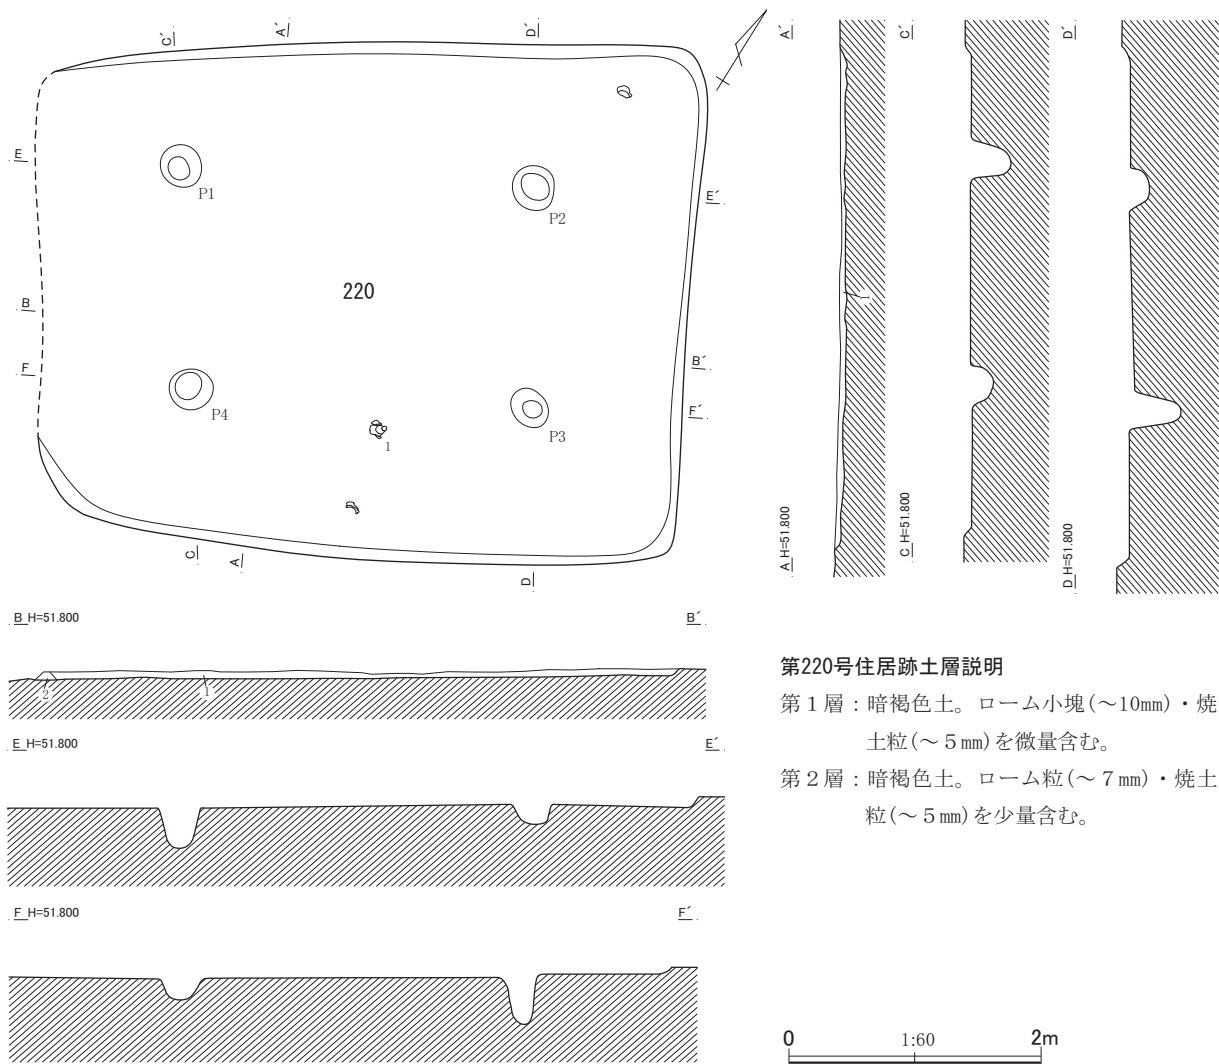 C´
A´
D´
E
P1
P2
E´
220
B
F
B´
F´
P4
1
P3
C
A
D
A´
C´
D´
1
A H=51.800
C H=51.800
D H=51.800
B H=51.800
B´
2
1
E H=51.800
E´
F H=51.800
F´
第220号住居跡土層説明
第1層：暗褐色土。ローム小塊(～10mm)・焼
土粒(～5mm)を微量含む。
第2層：暗褐色土。ローム粒(～7mm)・焼土
粒(～5mm)を少量含む。
0 1:60 2m